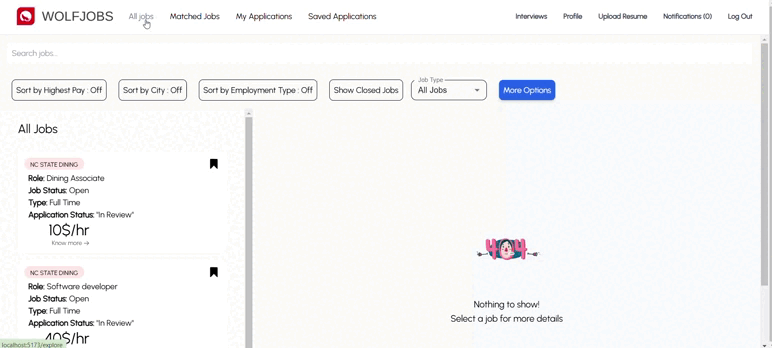 WOLFJOBS All jobs Matched Jobs My Applications Saved Applications Interviews Profile Upload Resume Notifications (0) Log Out
Search jobs...
Sort by Highest Pay : Off Sort by City : Off Sort by Employment Type : Off Show Closed Jobs Job Type All Jobs More Options
All Jobs
NC STATE DINING
Role: Dining Associate
Job Status: Open
Type: Full Time
Application Status: "In Review"
10$/hr
Know more →
NC STATE DINING
Role: Software developer
Job Status: Open
Type: Full Time
Application Status: "In Review"
40$/hr
404
Nothing to show!
Select a job for more details
localhost:5173/explore